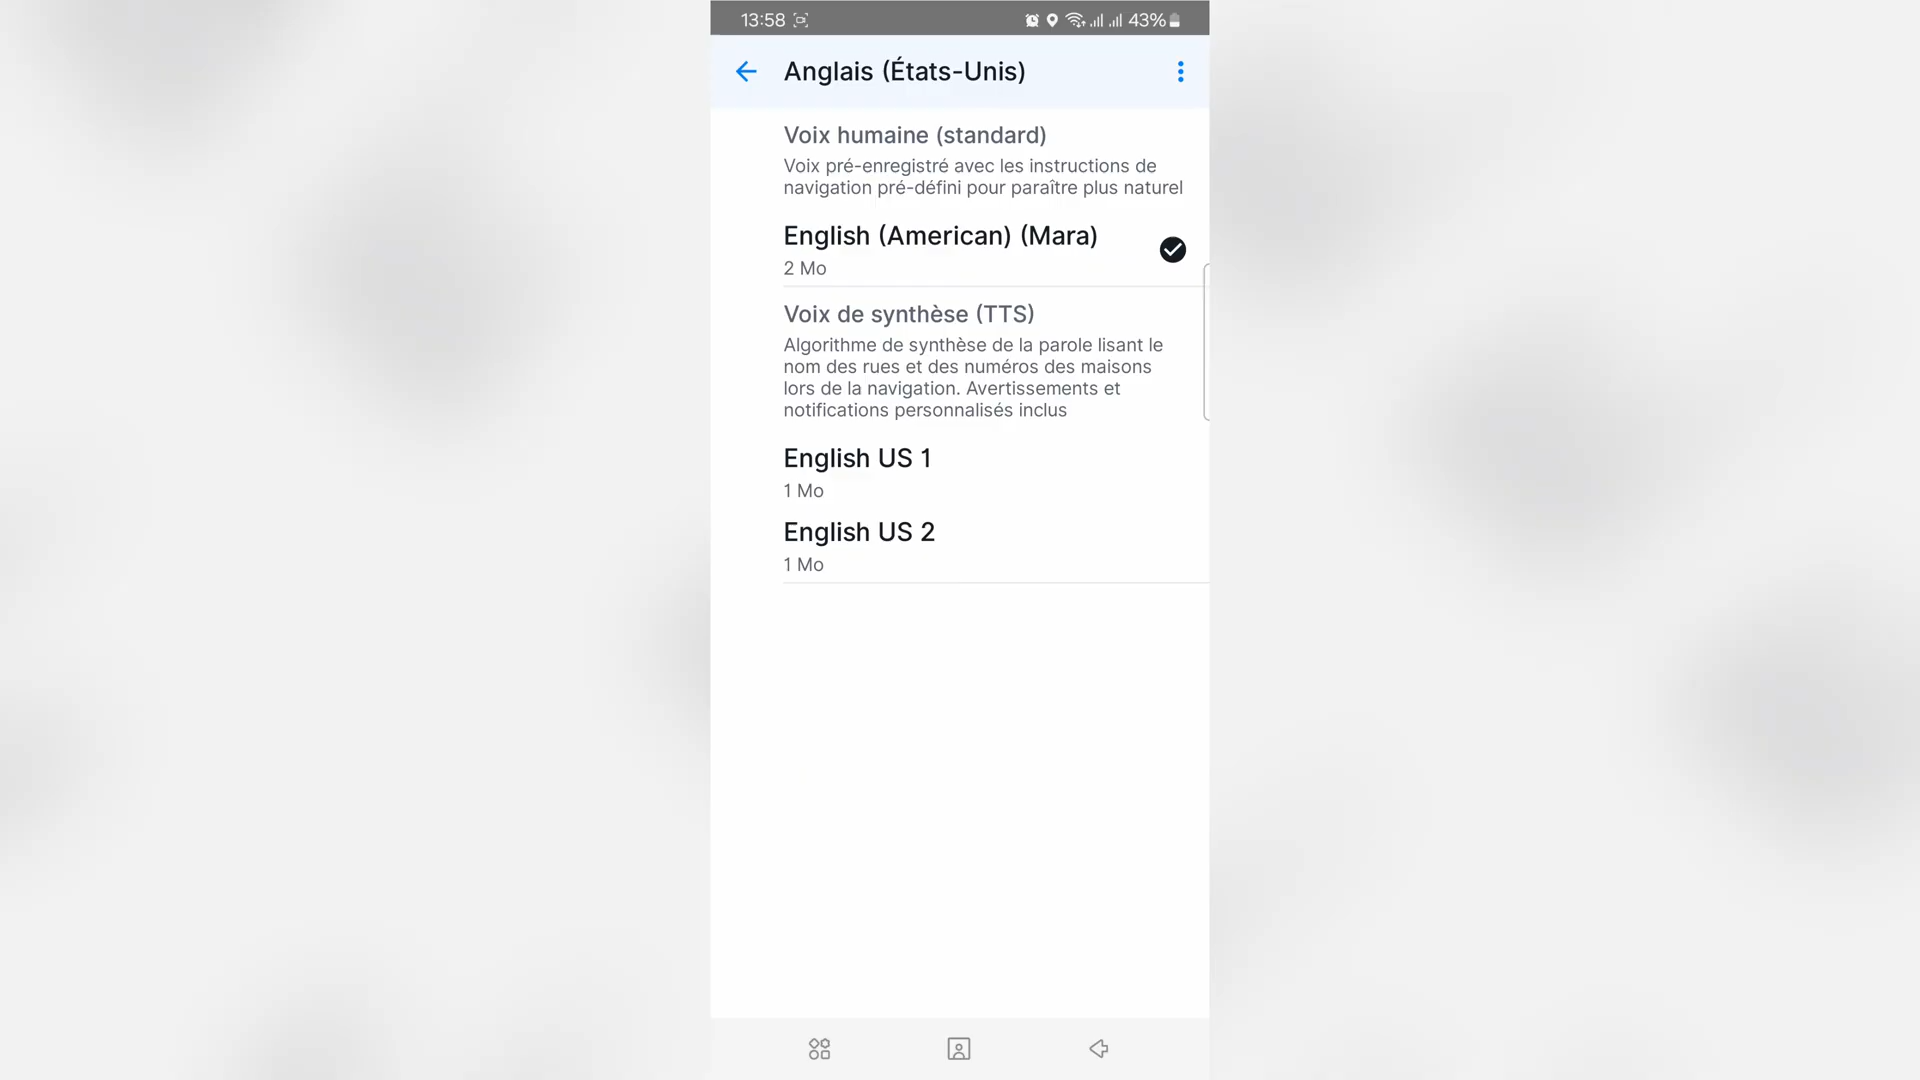 13:58 43%
Anglais (États-Unis)
Voix humaine (standard)
Voix pré-enregistré avec les instructions de
navigation pré-défini pour paraître plus naturel
English (American) (Mara)
2 Mo
Voix de synthèse (TTS)
Algorithme de synthèse de la parole lisant le
nom des rues et des numéros des maisons
lors de la navigation. Avertissements et
notifications personnalisés inclus
English US 1
1 Mo
English US 2
1 Mo